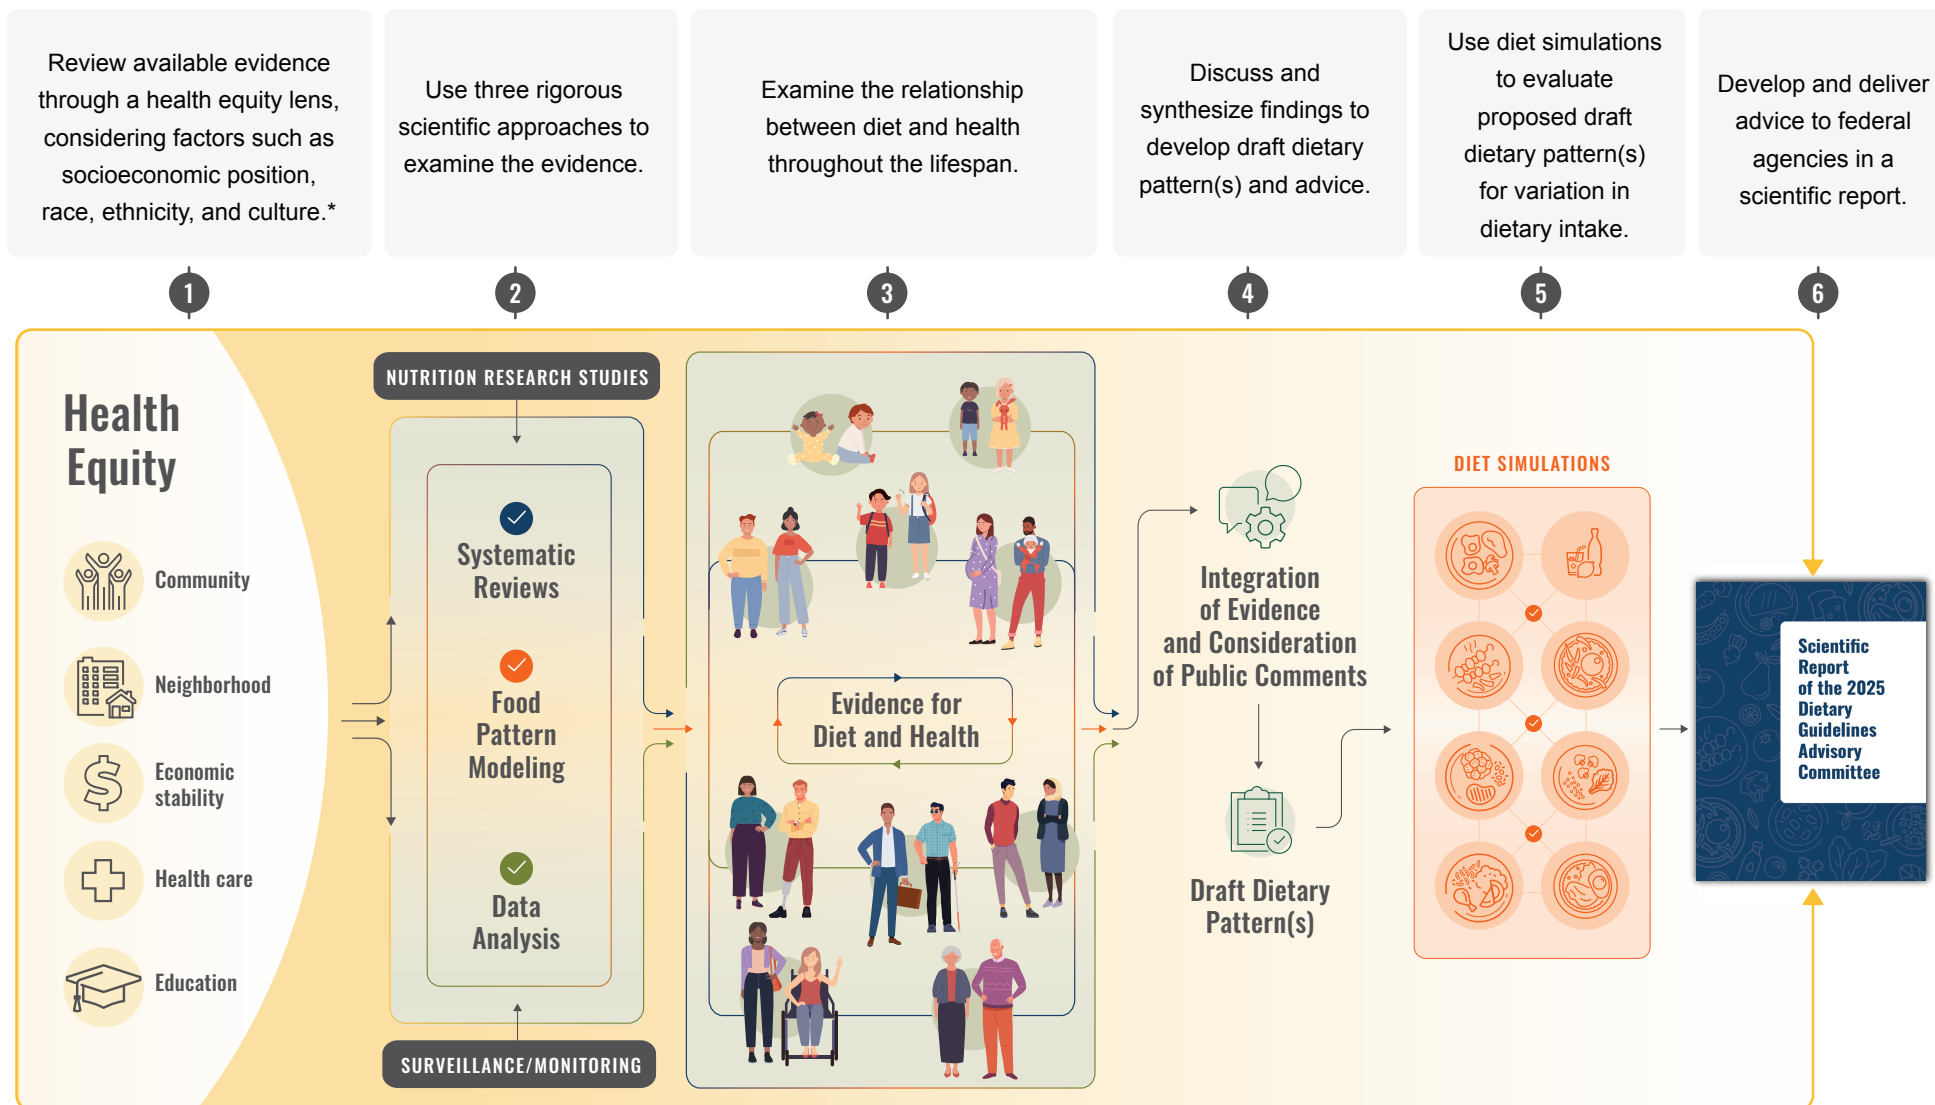 Review available evidence
through a health equity lens,
considering factors such as
socioeconomic position,
race, ethnicity, and culture.*
Use three rigorous
scientific approaches to
examine the evidence.
Examine the relationship
between diet and health
throughout the lifespan.
Discuss and
synthesize findings to
develop draft dietary
pattern(s) and advice.
Use diet simulations
to evaluate
proposed draft
dietary pattern(s)
for variation in
dietary intake.
Develop and deliver
advice to federal
agencies in a
scientific report.
1
2
3
4
5
6
Health
Equity
Community
Neighborhood
Economic
stability
Health care
Education
NUTRITION RESEARCH STUDIES
Systematic
Reviews
Food
Pattern
Modeling
Data
Analysis
SURVEILLANCE/MONITORING
Evidence for
Diet and Health
Integration
of Evidence
and Consideration
of Public Comments
Draft Dietary
Pattern(s)
DIET SIMULATIONS
Scientific
Report
of the 2025
Dietary
Guidelines
Advisory
Committee